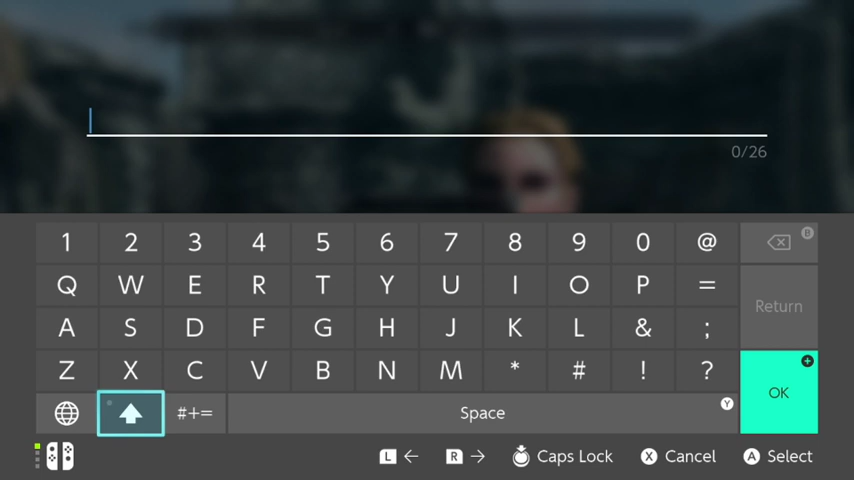 0/26
1 2 3 4 5 6 7 8 9 0 @ B
Q W E R T Y U I O P = Return
A S D F G H J K L & ;
Z X C V B N M * # ! ? + OK
#+= Space Y
L ← R → Caps Lock X Cancel A Select